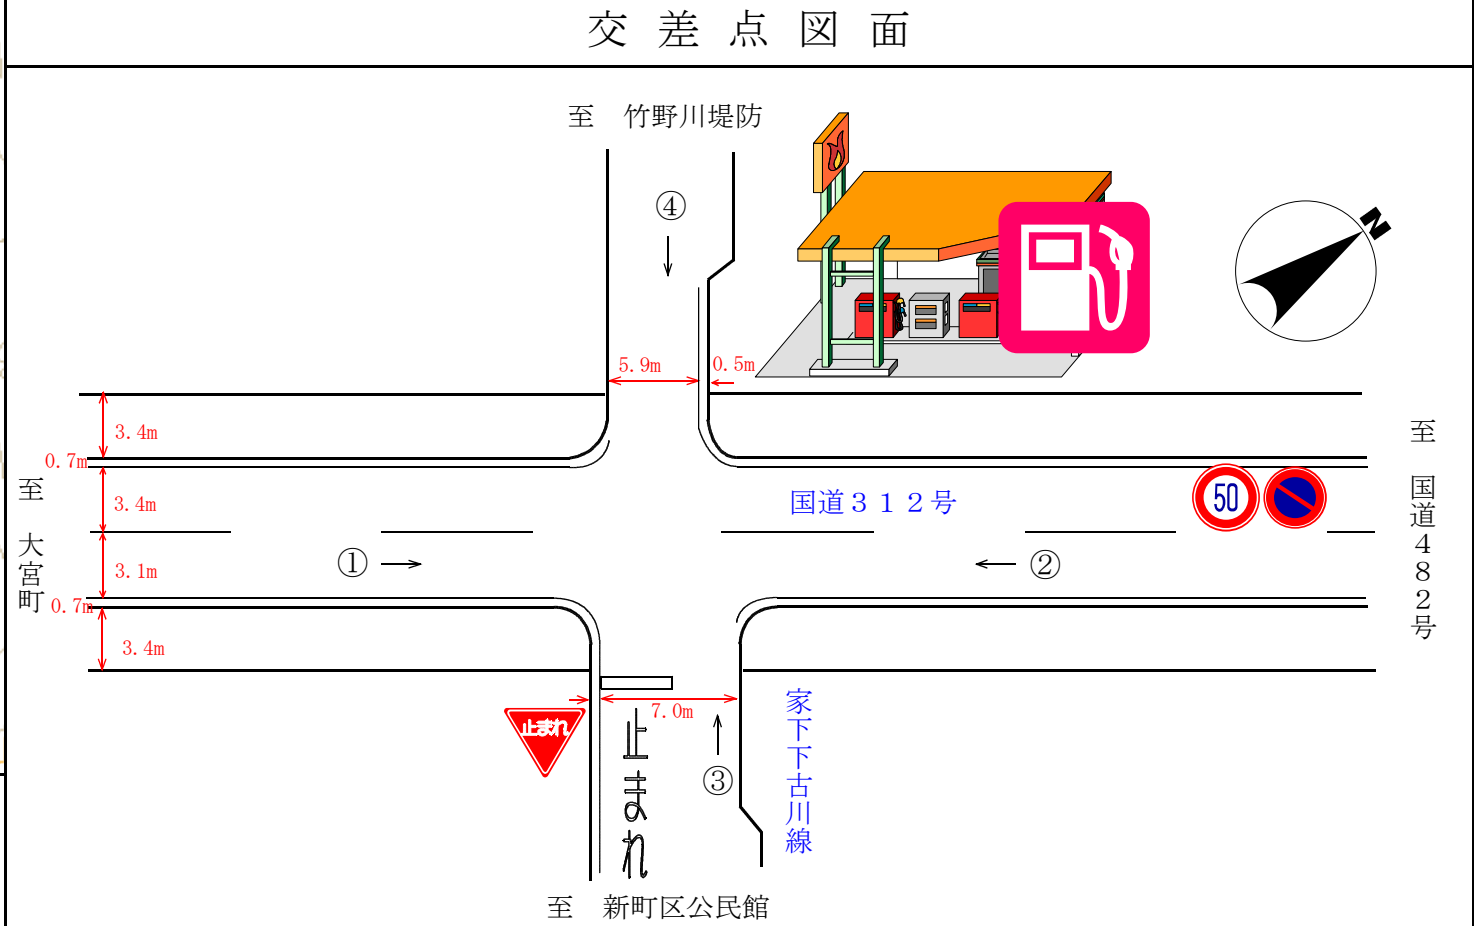 交差点図面
至 竹野川堤防
④
N
5.9m
0.5m
3.4m
0.7m
至 大宮町
3.4m
国道312号
50
至 国道482号
①
②
3.1m
0.7m
3.4m
7.0m
止まれ
止まれ
③
家下下古川線
至 新町区公民館